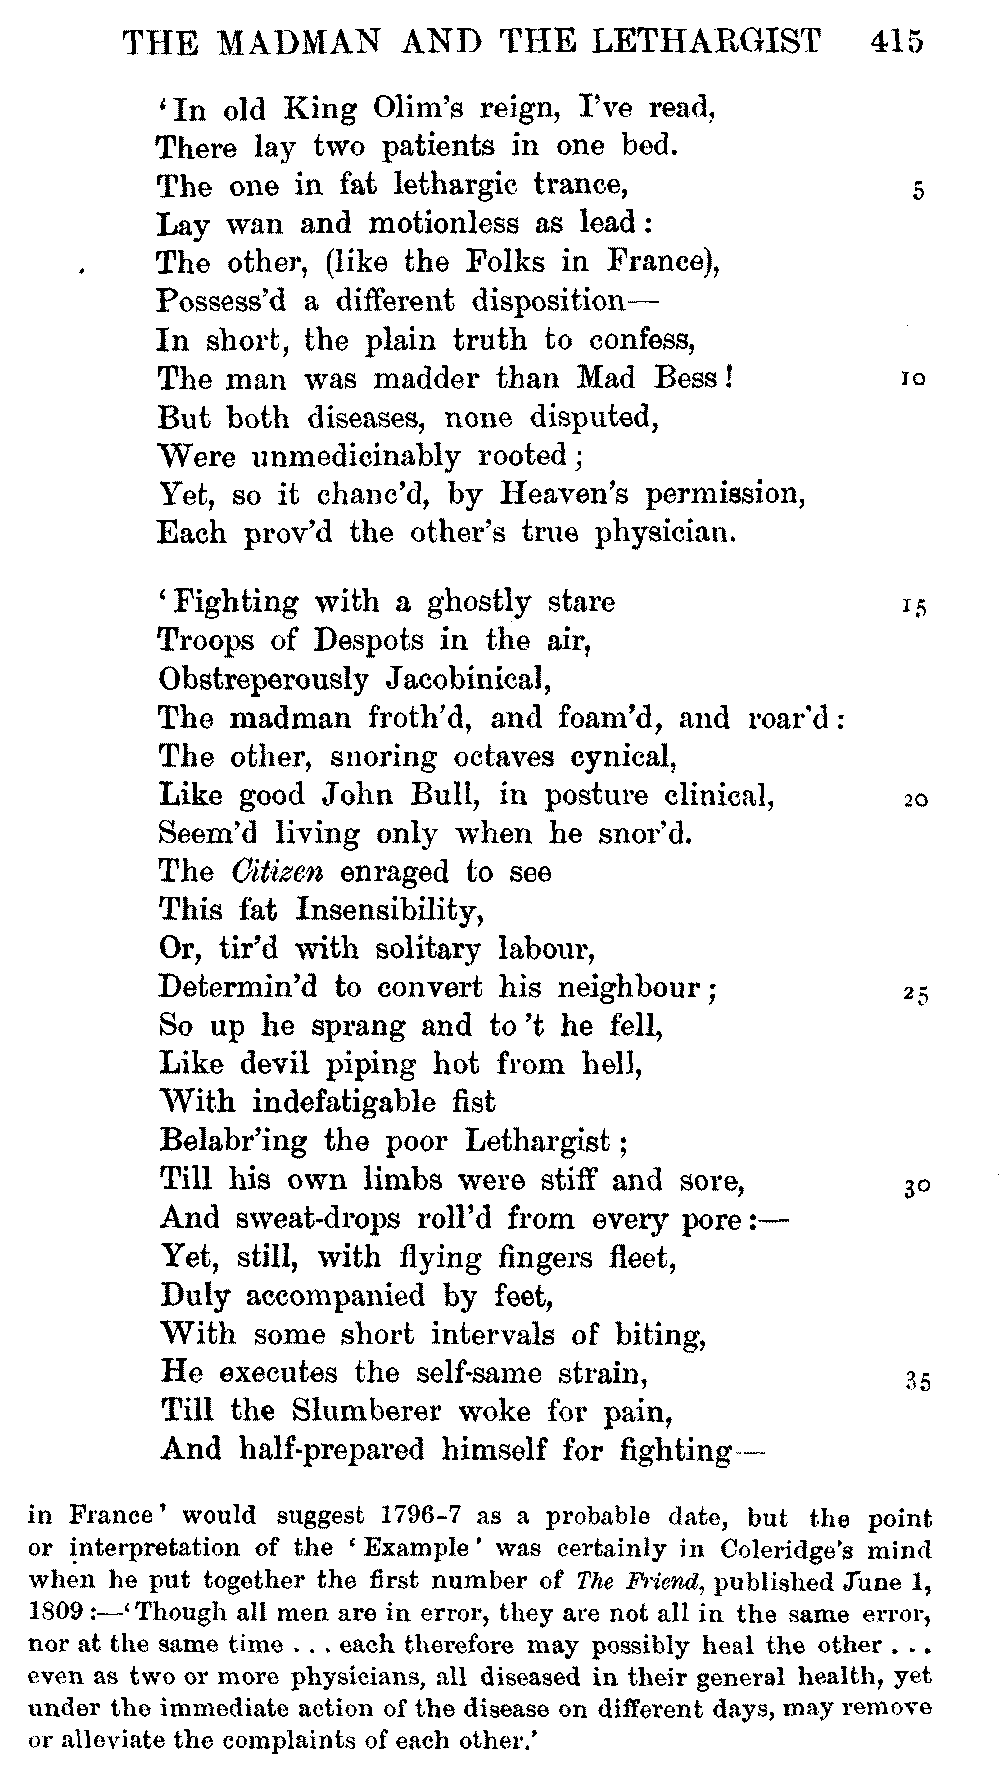 THE MADMAN AND THE LETHARGIST 415
‘In old King Olim's reign, I've read,
There lay two patients in one bed.
The one in fat lethargic trance, 5
Lay wan and motionless as lead :
The other, (like the Folks in France),
Possess'd a different disposition—
In short, the plain truth to confess,
The man was madder than Mad Bess ! 10
But both diseases, none disputed,
Were unmedicinably rooted ;
Yet, so it chanc'd, by Heaven's permission,
Each prov'd the other's true physician.
‘Fighting with a ghostly stare 15
Troops of Despots in the air,
Obstreperously Jacobinical,
The madman froth'd, and foam'd, and roar'd :
The other, snoring octaves cynical,
Like good John Bull, in posture clinical, 20
Seem'd living only when he snor'd.
The Citizen enraged to see
This fat Insensibility,
Or, tir'd with solitary labour,
Determin'd to convert his neighbour ; 25
So up he sprang and to 't he fell,
Like devil piping hot from hell,
With indefatigable fist
Belabr'ing the poor Lethargist ;
Till his own limbs were stiff and sore, 30
And sweat-drops roll'd from every pore :—
Yet, still, with flying fingers fleet,
Duly accompanied by feet,
With some short intervals of biting,
He executes the self-same strain, 35
Till the Slumberer woke for pain,
And half-prepared himself for fighting—
in France' would suggest 1796-7 as a probable date, but the point
or interpretation of the ‘Example' was certainly in Coleridge's mind
when he put together the first number of The Friend, published June 1,
1809 :—‘Though all men are in error, they are not all in the same error,
nor at the same time . . . each therefore may possibly heal the other . . .
even as two or more physicians, all diseased in their general health, yet
under the immediate action of the disease on different days, may remove
or alleviate the complaints of each other.'